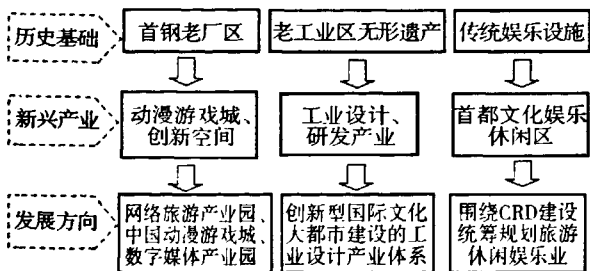 历史基础
首钢老厂区
老工业区无形遗产
传统娱乐设施
新兴产业
动漫游戏城、
创新空间
工业设计、
研发产业
首都文化娱乐
休闲区
发展方向
网络旅游产业园、
中国动漫游戏城、
数字媒体产业园
创新型国际文化
大都市建设的工
业设计产业体系
围绕CRD建设
统筹规划旅游
休闲娱乐业